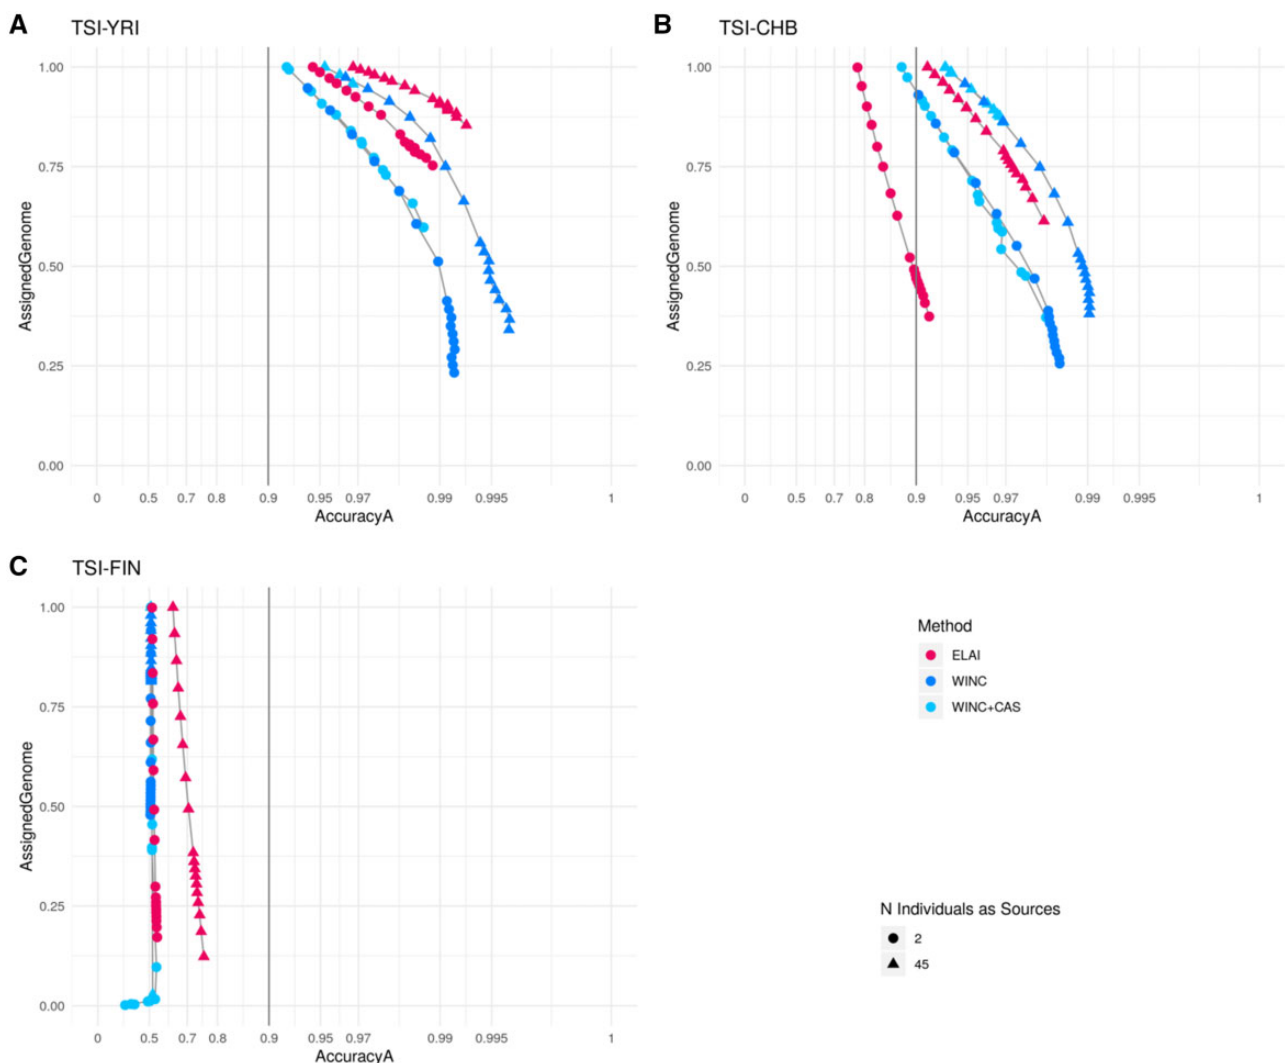 A
TSI-YRI
1.00
0.75
0.50
0.25
0.00
AssignedGenome
0 0.5 0.7 0.8 0.9 0.95 0.97 0.99 0.995 1
AccuracyA
B
TSI-CHB
1.00
0.75
0.50
0.25
0.00
AssignedGenome
0 0.5 0.7 0.8 0.9 0.95 0.97 0.99 0.995 1
AccuracyA
C
TSI-FIN
1.00
0.75
0.50
0.25
0.00
AssignedGenome
0 0.5 0.7 0.8 0.9 0.95 0.97 0.99 0.995 1
AccuracyA
Method
ELAI
WINC
WINC+CAS
N Individuals as Sources
2
45